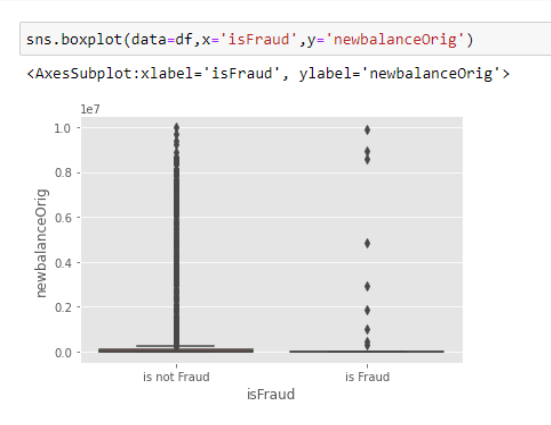 sns.boxplot(data=df,x='isFraud',y='newbalanceOrig')
<AxesSubplot:xlabel='isFraud', ylabel='newbalanceOrig'>
1e7
1.0
0.8
0.6
0.4
0.2
0.0
newbalanceOrig
is not Fraud
is Fraud
isFraud